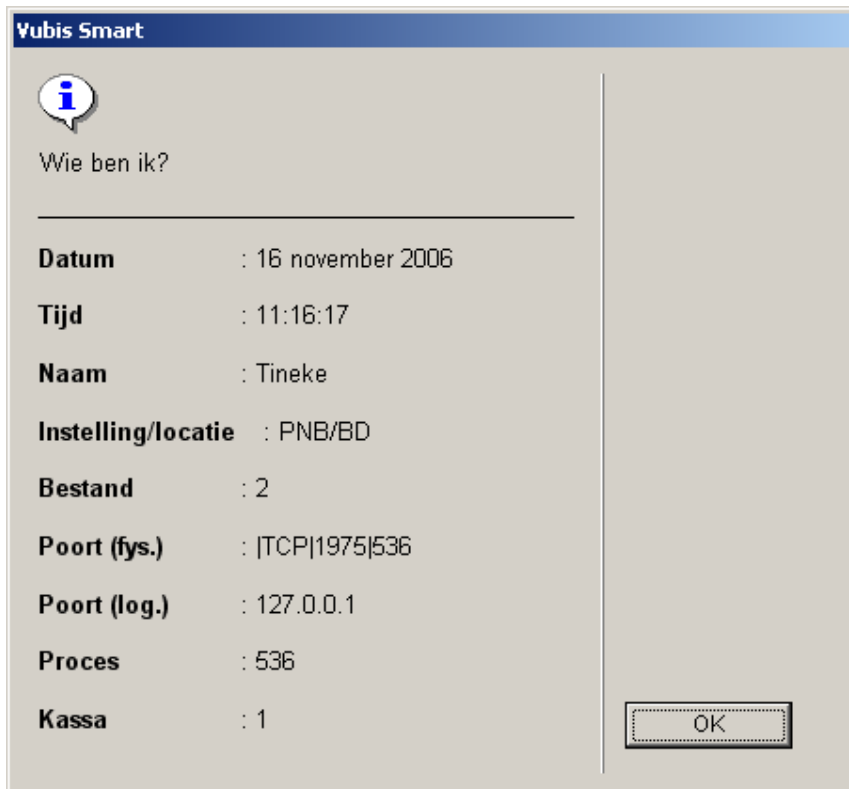 Vubis Smart
Wie ben ik?
Datum : 16 november 2006
Tijd : 11:16:17
Naam : Tineke
Instelling/locatie : PNB/BD
Bestand : 2
Poort (fys.) : |TCP|1975|536
Poort (log.) : 127.0.0.1
Proces : 536
Kassa : 1
OK